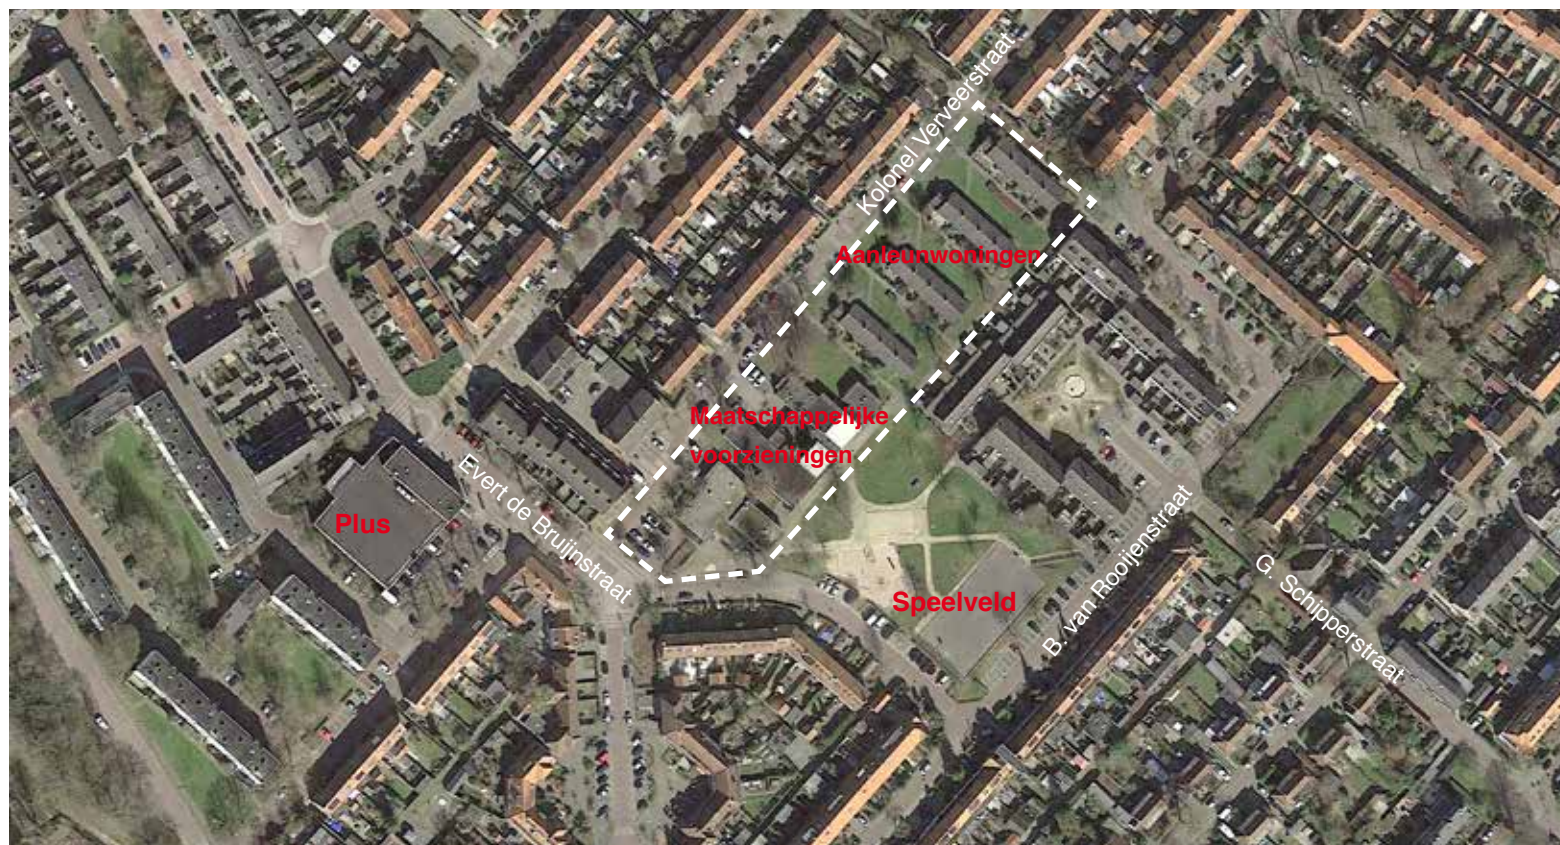 Kolonel Verveerstraat
Aanleunwoningen
Maatschappelijke
voorzieningen
Evert de Bruijnstraat
Plus
Speelveld
B. van Rooijenstraat
G. Schipperstraat